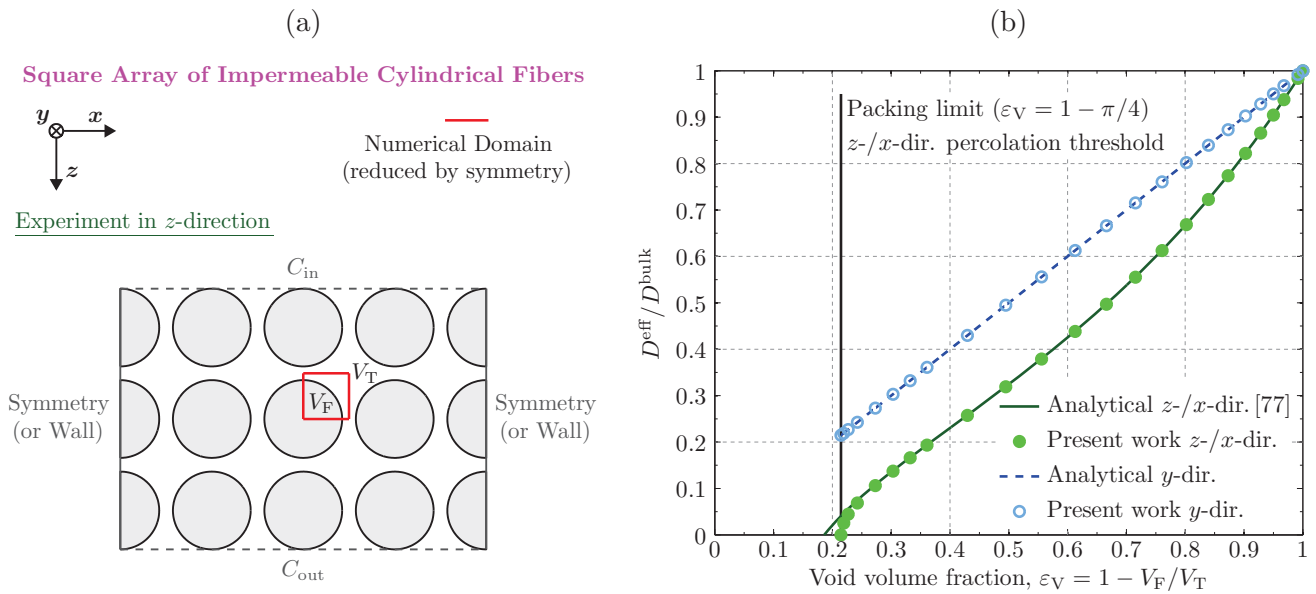 (a)
Square Array of Impermeable Cylindrical Fibers
y
x
z
Numerical Domain
(reduced by symmetry)
Experiment in z-direction
C_in
V_T
V_F
Symmetry
(or Wall)
Symmetry
(or Wall)
C_out
(b)
D^eff/D^bulk
1
0.9
0.8
0.7
0.6
0.5
0.4
0.3
0.2
0.1
0
Packing limit (ε_V = 1 − π/4)
z-/x-dir. percolation threshold
Analytical z-/x-dir. [77]
Present work z-/x-dir.
Analytical y-dir.
Present work y-dir.
0 0.1 0.2 0.3 0.4 0.5 0.6 0.7 0.8 0.9 1
Void volume fraction, ε_V = 1 − V_F/V_T